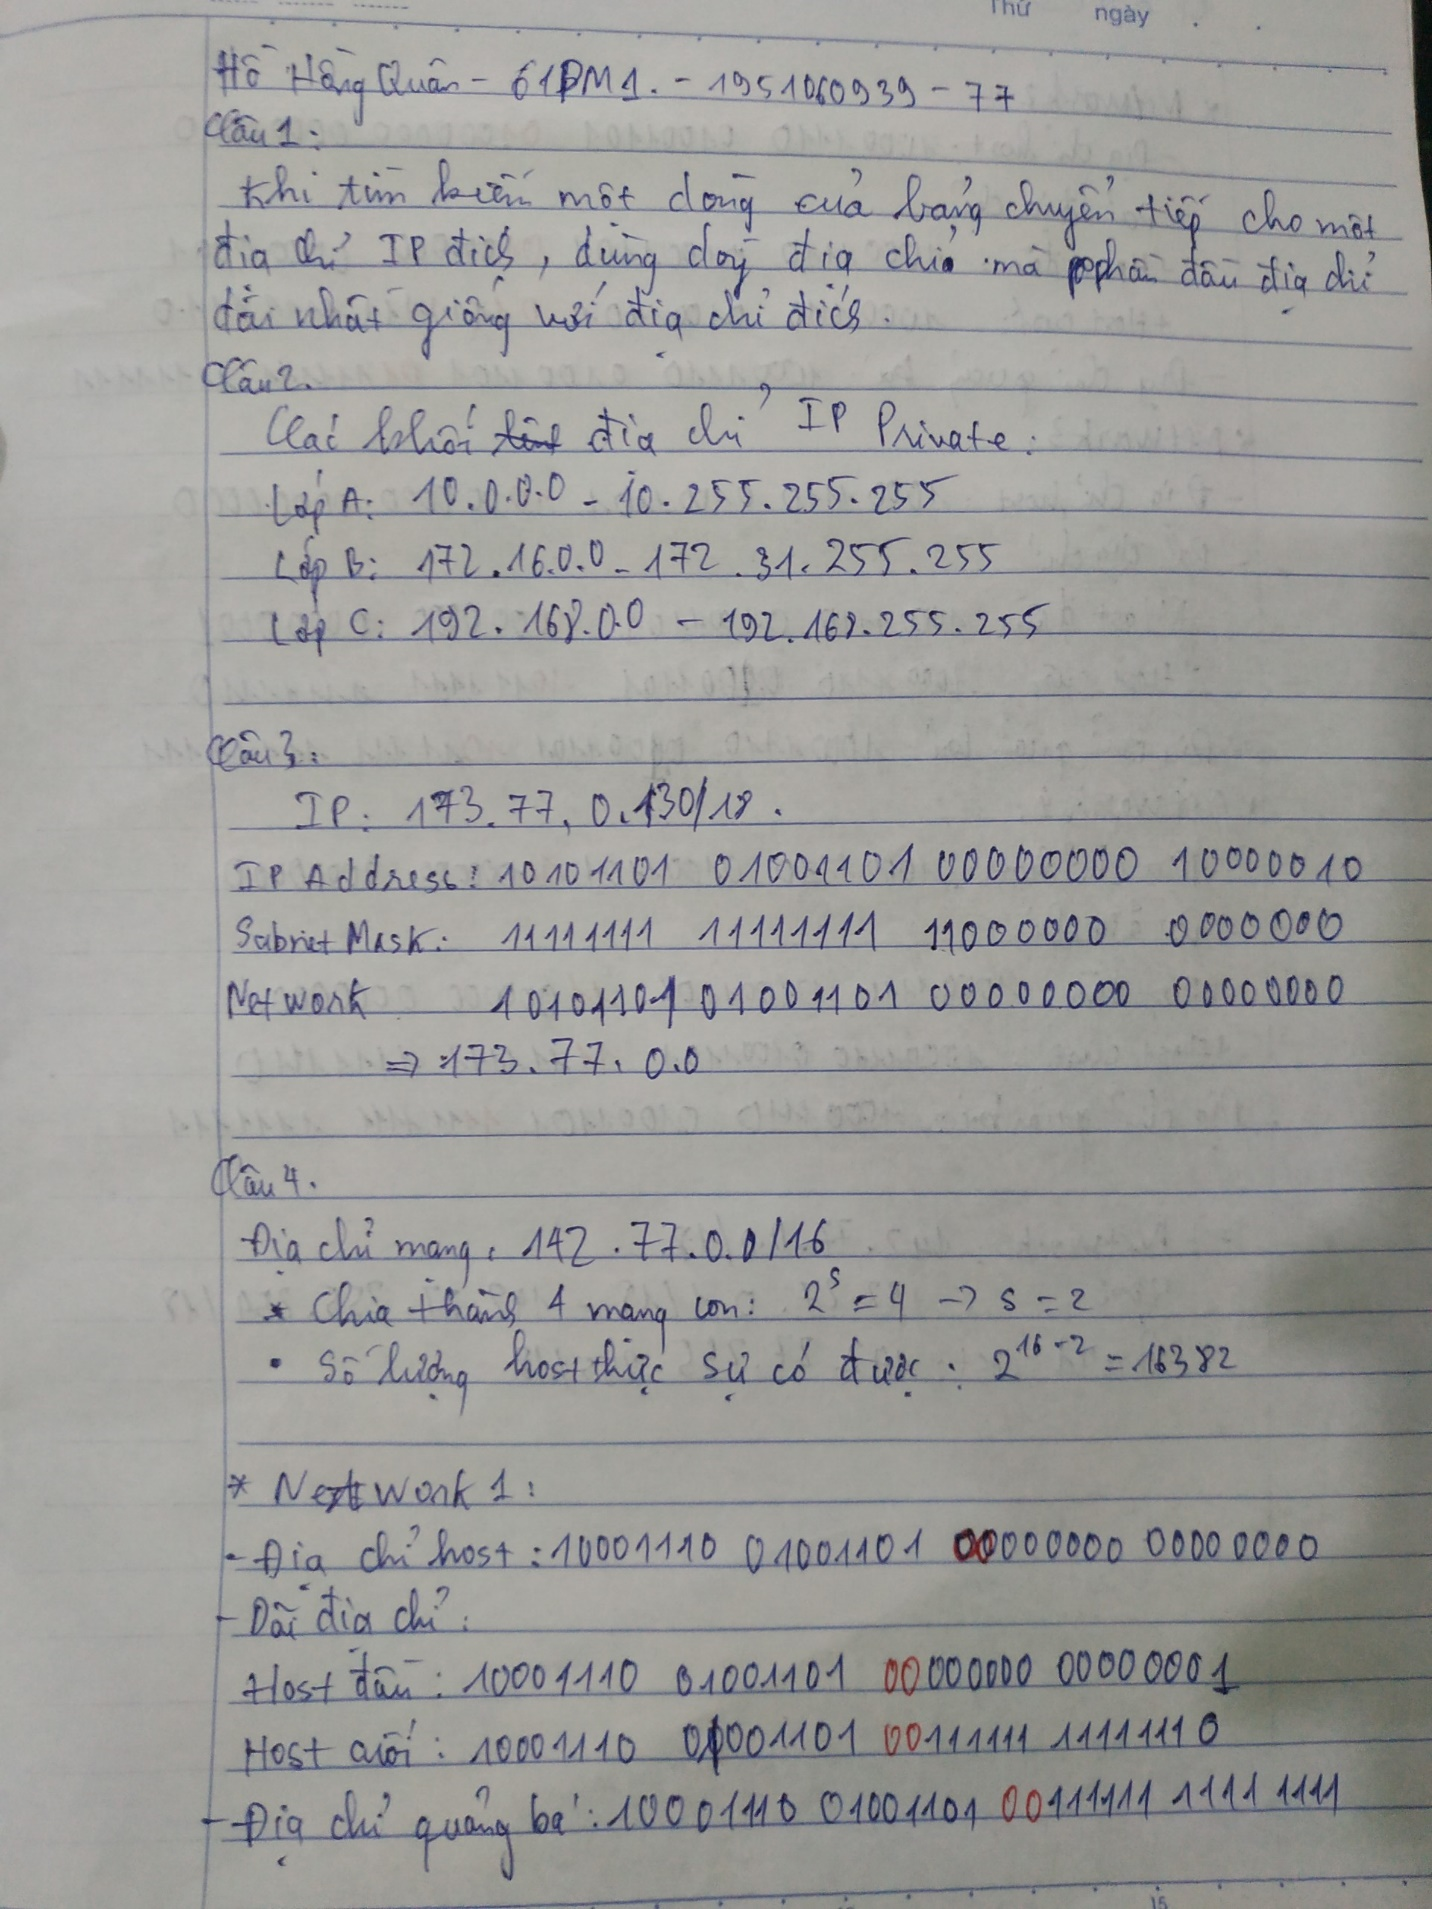 Thứ ngày . .
Hồ Hồng Quân - 61PM1. - 1951060939 - 77
Câu 1:
Khi tìm kiếm một dòng của bảng chuyển tiếp cho một
địa chỉ IP đích, dùng dãy địa chỉ mà phần đầu địa chỉ
dài nhất giống với địa chỉ đích.
Câu 2.
Các khối địa chỉ IP Private:
Lớp A: 10.0.0.0 - 10.255.255.255
Lớp B: 172.16.0.0 - 172.31.255.255
Lớp C: 192.168.0.0 - 192.168.255.255
Câu 3:
IP: 173.77.0.130/18.
IP Address: 10101101 01001101 00000000 10000010
Subnet Mask: 11111111 11111111 11000000 0000000
Network 10101101 01001101 00000000 00000000
=> 173.77.0.0
Câu 4.
Địa chỉ mạng: 142.77.0.0/16
* Chia thành 4 mạng con: 2^s = 4 -> s = 2
• Số lượng host thực sự có được: 2^16-2 = 16382
* Network 1:
- Địa chỉ host: 10001110 01001101 00000000 00000000
- Dải địa chỉ:
Host đầu: 10001110 01001101 00000000 00000001
Host cuối: 10001110 01001101 00111111 11111110
- Địa chỉ quảng bá: 10001110 01001101 00111111 11111111
15